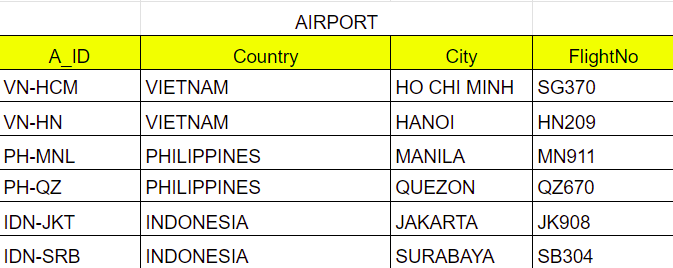 AIRPORT
A_ID Country City FlightNo
VN-HCM VIETNAM HO CHI MINH SG370
VN-HN VIETNAM HANOI HN209
PH-MNL PHILIPPINES MANILA MN911
PH-QZ PHILIPPINES QUEZON QZ670
IDN-JKT INDONESIA JAKARTA JK908
IDN-SRB INDONESIA SURABAYA SB304